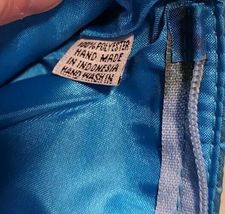 100% POLYESTER
HAND MADE
IN INDONESIA
HAND WASH IN